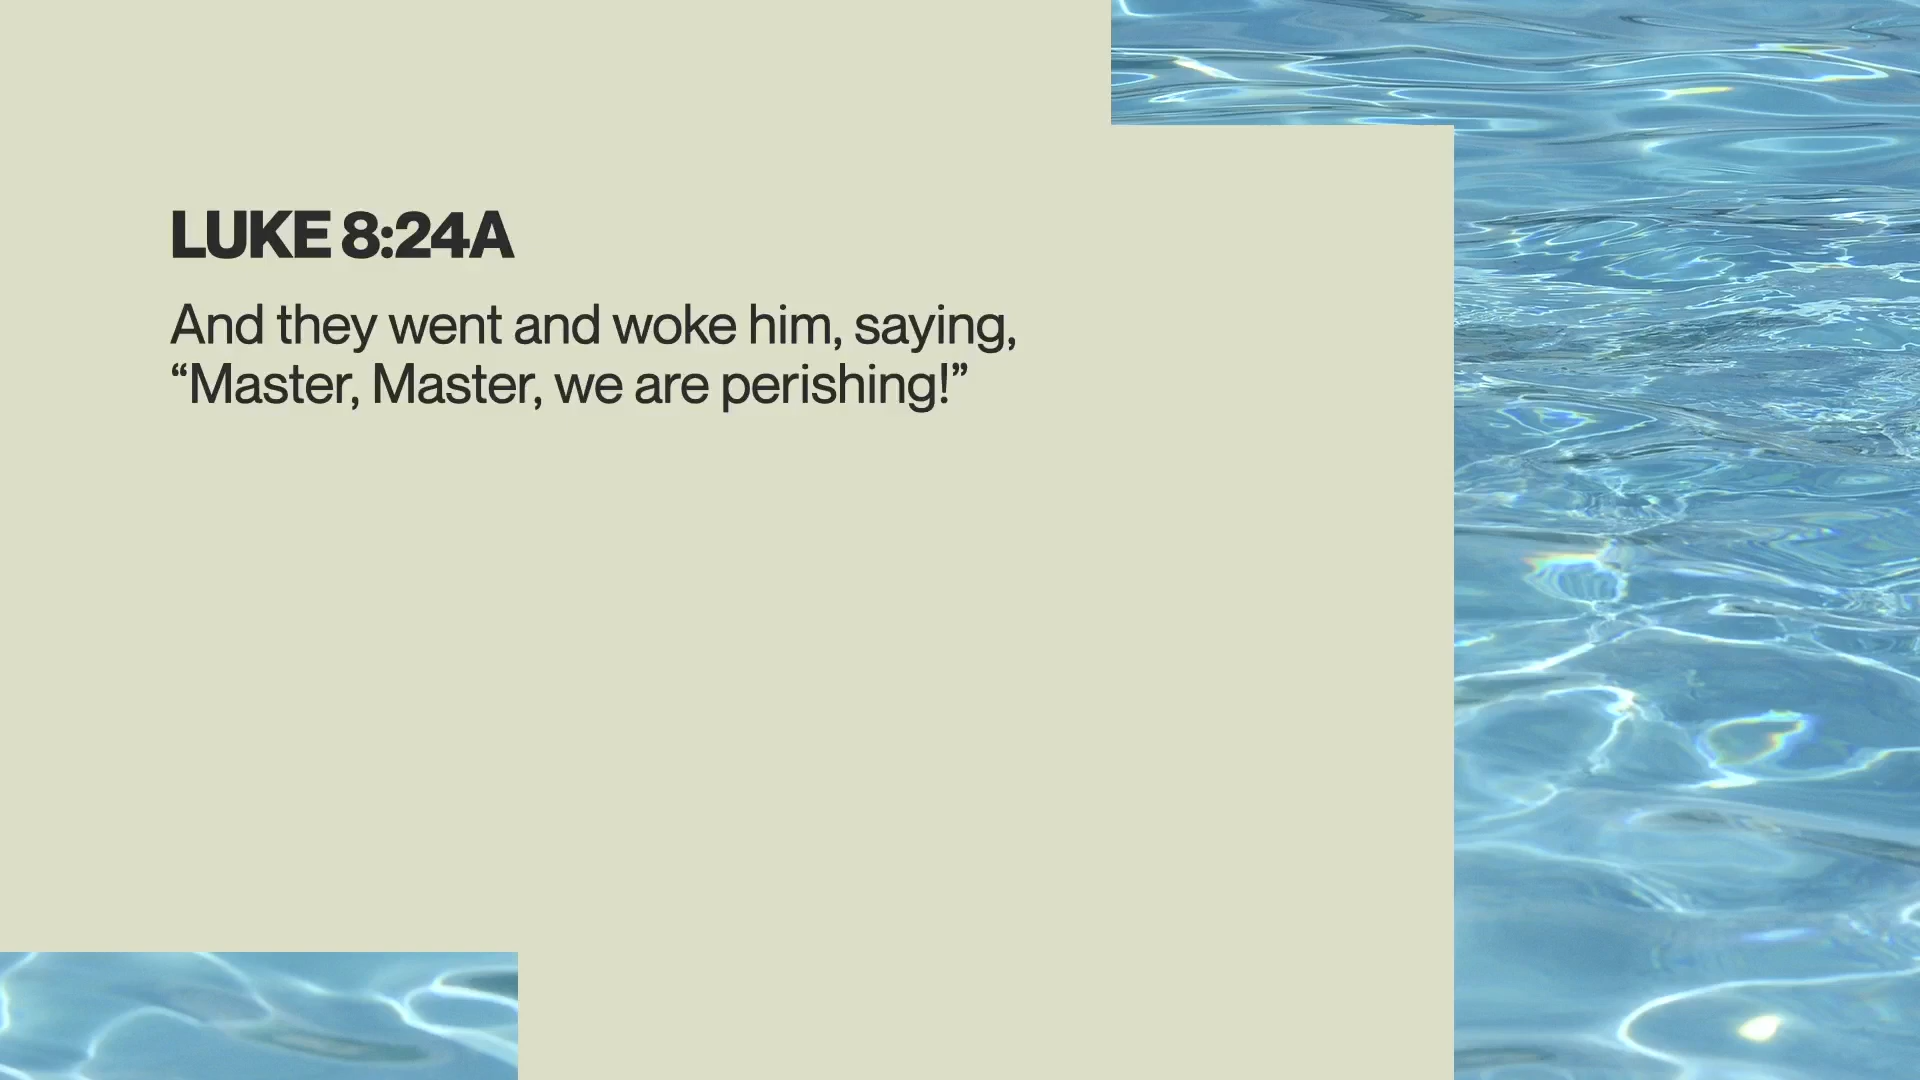 LUKE 8:24A
And they went and woke him, saying,
“Master, Master, we are perishing!”